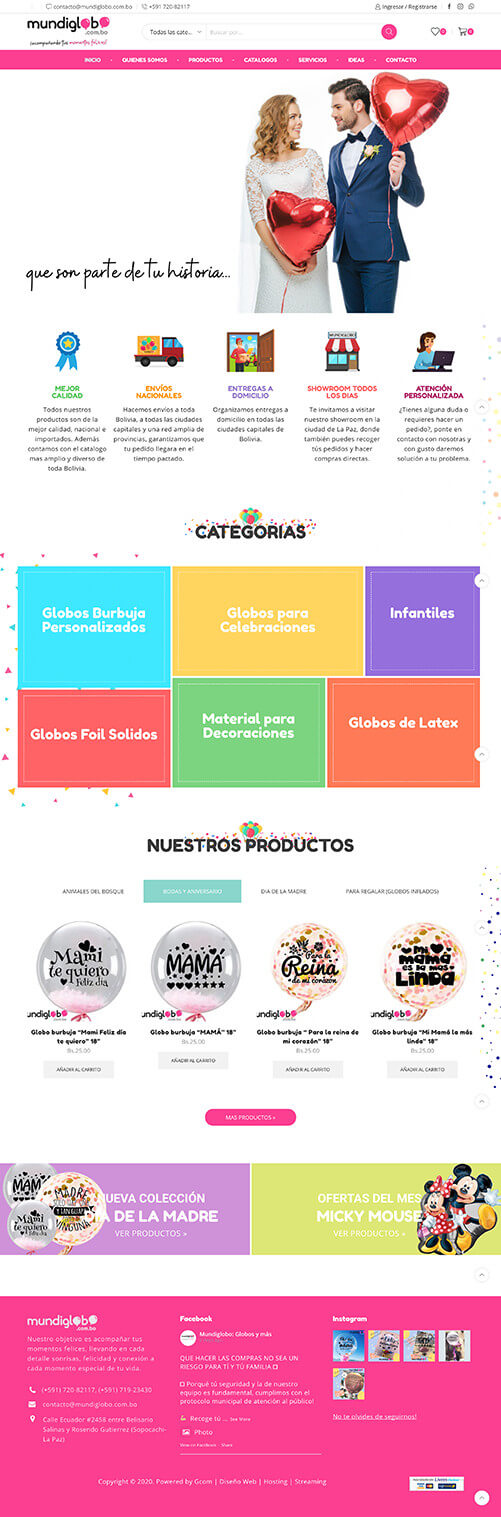 contacto@mundiglobo.com.bo +591 720-82117 Ingresar / Registrarse
mundiglobo
.com.bo
¡acompañando tus momentos felices!
Todas las cate... Buscar por... 0 0
INICIO QUIENES SOMOS PRODUCTOS CATALOGOS SERVICIOS IDEAS CONTACTO
que son parte de tu historia...
MEJOR
CALIDAD
Todos nuestros
productos son de la
mejor calidad, nacional e
importados. Además
contamos con el catalogo
mas amplio y diverso de
toda Bolivia.
ENVÍOS
NACIONALES
Hacemos envíos a toda
Bolivia, a todas las ciudades
capitales y una red amplia de
provincias, garantizamos que
tu pedido llegara en el
tiempo pactado.
ENTREGAS A
DOMICILIO
Organizamos entregas a
domicilio en todas las
ciudades capitales de
Bolivia.
SHOWROOM TODOS
LOS DIAS
Te invitamos a visitar
nuestro showroom en la
ciudad de La Paz, donde
también puedes recoger
tús pedidos y hacer
compras directas.
ATENCIÓN
PERSONALIZADA
¿Tienes alguna duda o
requieres hacer un
pedido?, ponte en
contacto con nosotras y
con gusto daremos
solución a tu problema.
CATEGORIAS
Globos Burbuja
Personalizados
Globos para
Celebraciones
Infantiles
Globos Foil Solidos
Material para
Decoraciones
Globos de Latex
NUESTROS PRODUCTOS
ANIMALES DEL BOSQUE BODAS Y ANIVERSARIO DIA DE LA MADRE PARA REGALAR (GLOBOS INFLADOS)
Mami
te quiero
Feliz día
MAMÁ
Para la
Reina
de mi corazón
Mi
mamá
es la mas
LINDA
undiglobo undiglobo undiglobo undiglobo
Globo burbuja "Mami Feliz día
te quiero" 18"
Bs.25.00
AÑADIR AL CARRITO
Globo burbuja "MAMÁ" 18"
Bs.25.00
AÑADIR AL CARRITO
Globo burbuja " Para la reina de
mi corazón" 18"
Bs.25.00
AÑADIR AL CARRITO
Globo burbuja "Mi Mamá la más
linda" 18"
Bs.25.00
AÑADIR AL CARRITO
MAS PRODUCTOS »
UEVA COLECCIÓN
A DE LA MADRE
VER PRODUCTOS »
OFERTAS DEL MES
MICKY MOUSE
VER PRODUCTOS »
mundiglobo
.com.bo
Nuestro objetivo es acompañar tus
momentos felices, llevando en cada
detalle sonrisas, felicidad y conexión a
cada momento especial de tu vida.
(+591) 720 82117, (+591) 719-23430
contacto@mundiglobo.com.bo
Calle Ecuador #2458 entre Belisario
Salinas y Rosendo Gutierrez (Sopocachi-
La Paz)
Facebook
Mundiglobo: Globos y más
QUE HACER LAS COMPRAS NO SEA UN
RIESGO PARA TÍ Y TÚ FAMILIA
Porqué tú seguridad y la de nuestro
equipo es fundamental, cumplimos con el
protocolo municipal de atención al público!
Recoge tú ... See More
Photo
View on Facebook · Share
Instagram
No te olvides de seguirnos!
Copyright © 2020. Powered by Gcom | Diseño Web | Hosting | Streaming